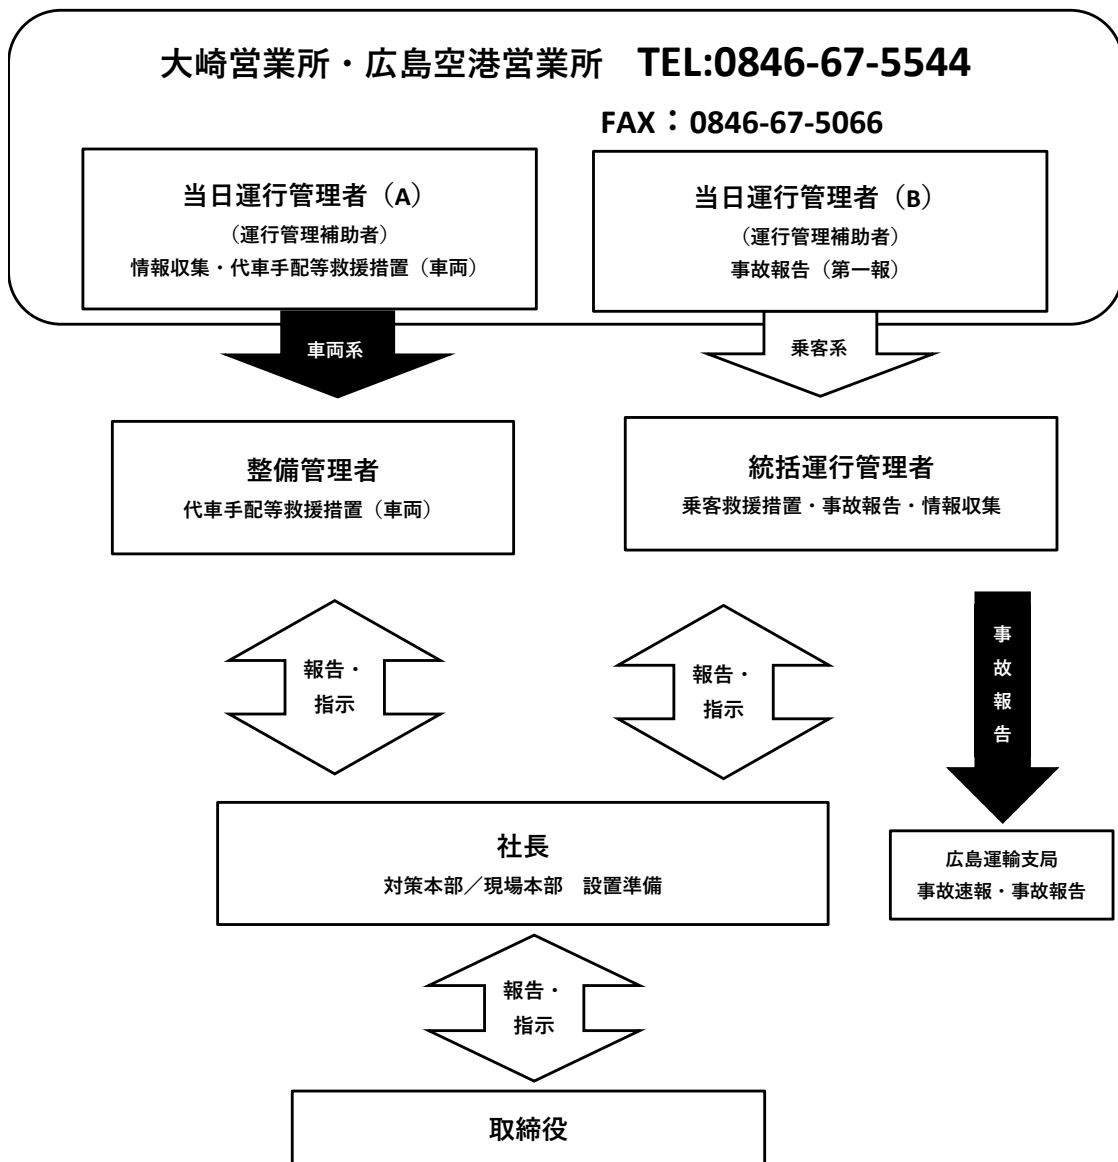 大崎営業所・広島空港営業所　TEL:0846-67-5544
FAX：0846-67-5066
当日運行管理者（A）
（運行管理補助者）
情報収集・代車手配等救援措置（車両）
当日運行管理者（B）
（運行管理補助者）
事故報告（第一報）
車両系
乗客系
整備管理者
代車手配等救援措置（車両）
統括運行管理者
乗客救援措置・事故報告・情報収集
報告・
指示
報告・
指示
事故報告
社長
対策本部／現場本部　設置準備
広島運輸支局
事故速報・事故報告
報告・
指示
取締役